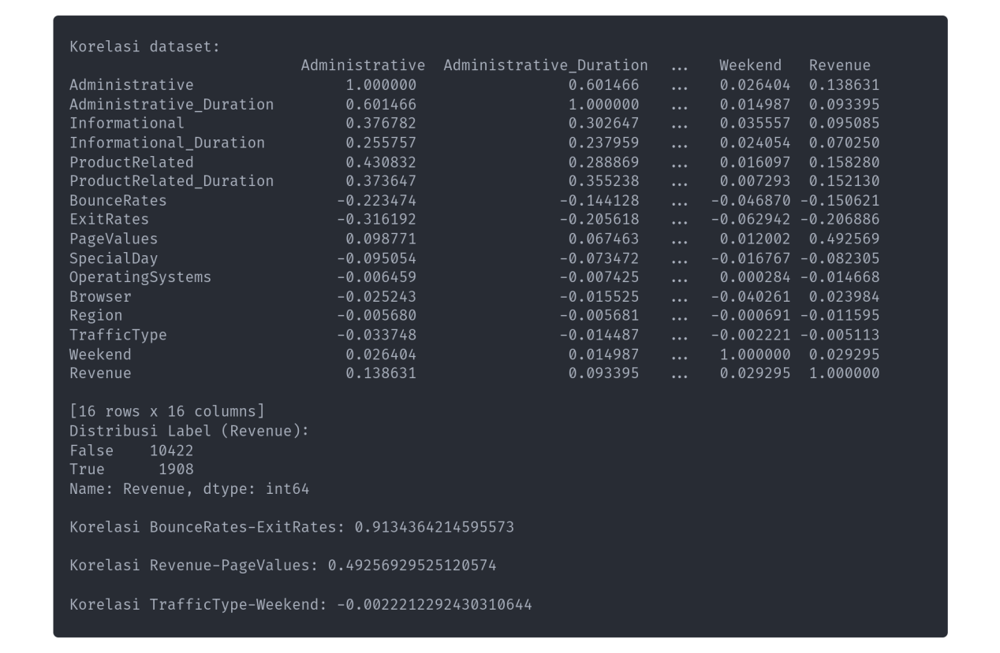 Korelasi dataset:
Administrative Administrative_Duration ... Weekend Revenue
Administrative 1.000000 0.601466 ... 0.026404 0.138631
Administrative_Duration 0.601466 1.000000 ... 0.014987 0.093395
Informational 0.376782 0.302647 ... 0.035557 0.095085
Informational_Duration 0.255757 0.237959 ... 0.024054 0.070250
ProductRelated 0.430832 0.288869 ... 0.016097 0.158280
ProductRelated_Duration 0.373647 0.355238 ... 0.007293 0.152130
BounceRates -0.223474 -0.144128 ... -0.046870 -0.150621
ExitRates -0.316192 -0.205618 ... -0.062942 -0.206886
PageValues 0.098771 0.067463 ... 0.012002 0.492569
SpecialDay -0.095054 -0.073472 ... -0.016767 -0.082305
OperatingSystems -0.006459 -0.007425 ... 0.000284 -0.014668
Browser -0.025243 -0.015525 ... -0.040261 0.023984
Region -0.005680 -0.005681 ... -0.000691 -0.011595
TrafficType -0.033748 -0.014487 ... -0.002221 -0.005113
Weekend 0.026404 0.014987 ... 1.000000 0.029295
Revenue 0.138631 0.093395 ... 0.029295 1.000000
[16 rows x 16 columns]
Distribusi Label (Revenue):
False 10422
True 1908
Name: Revenue, dtype: int64
Korelasi BounceRates-ExitRates: 0.9134364214595573
Korelasi Revenue-PageValues: 0.49256929525120574
Korelasi TrafficType-Weekend: -0.0022212292430310644